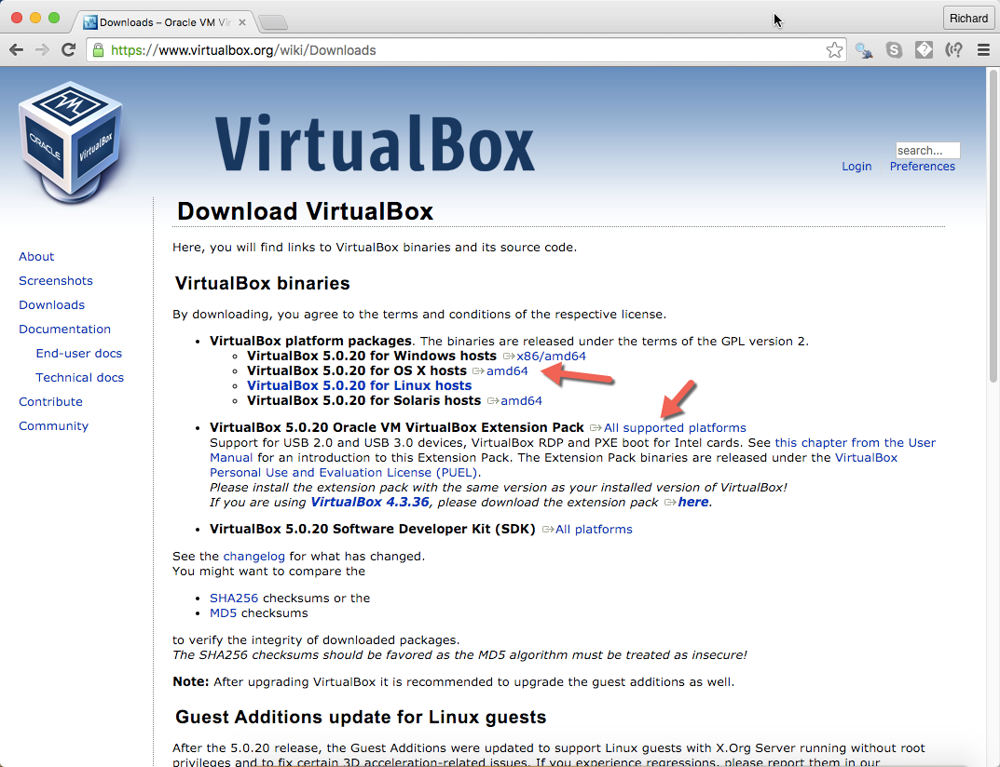 Downloads – Oracle VM Vir
Richard
https://www.virtualbox.org/wiki/Downloads
VM
ORACLE
VirtualBox
VirtualBox
search...
Login Preferences
About
Screenshots
Downloads
Documentation
End-user docs
Technical docs
Contribute
Community
Download VirtualBox
Here, you will find links to VirtualBox binaries and its source code.
VirtualBox binaries
By downloading, you agree to the terms and conditions of the respective license.
• VirtualBox platform packages. The binaries are released under the terms of the GPL version 2.
◦ VirtualBox 5.0.20 for Windows hosts x86/amd64
◦ VirtualBox 5.0.20 for OS X hosts amd64
◦ VirtualBox 5.0.20 for Linux hosts
◦ VirtualBox 5.0.20 for Solaris hosts amd64
• VirtualBox 5.0.20 Oracle VM VirtualBox Extension Pack All supported platforms
Support for USB 2.0 and USB 3.0 devices, VirtualBox RDP and PXE boot for Intel cards. See this chapter from the User
Manual for an introduction to this Extension Pack. The Extension Pack binaries are released under the VirtualBox
Personal Use and Evaluation License (PUEL).
Please install the extension pack with the same version as your installed version of VirtualBox!
If you are using VirtualBox 4.3.36, please download the extension pack here.
• VirtualBox 5.0.20 Software Developer Kit (SDK) All platforms
See the changelog for what has changed.
You might want to compare the
• SHA256 checksums or the
• MD5 checksums
to verify the integrity of downloaded packages.
The SHA256 checksums should be favored as the MD5 algorithm must be treated as insecure!
Note: After upgrading VirtualBox it is recommended to upgrade the guest additions as well.
Guest Additions update for Linux guests
After the 5.0.20 release, the Guest Additions were updated to support Linux guests with X.Org Server running without root
privileges and to fix certain 3D acceleration-related issues. If you experience regressions, please report them in our